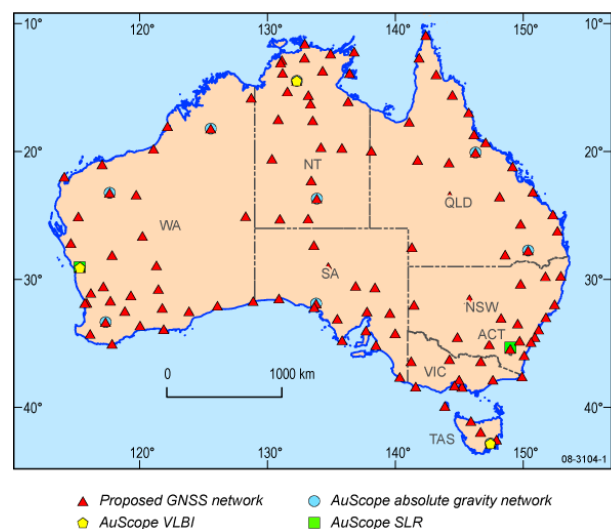 10° 130° 140° 150° 10°
20° 20°
NT
QLD
WA
30° SA 30°
NSW
ACT
VIC
0 1000 km
40° 40°
TAS
08-3104-1
120° 130° 140° 150°
Proposed GNSS network AuScope absolute gravity network
AuScope VLBI AuScope SLR